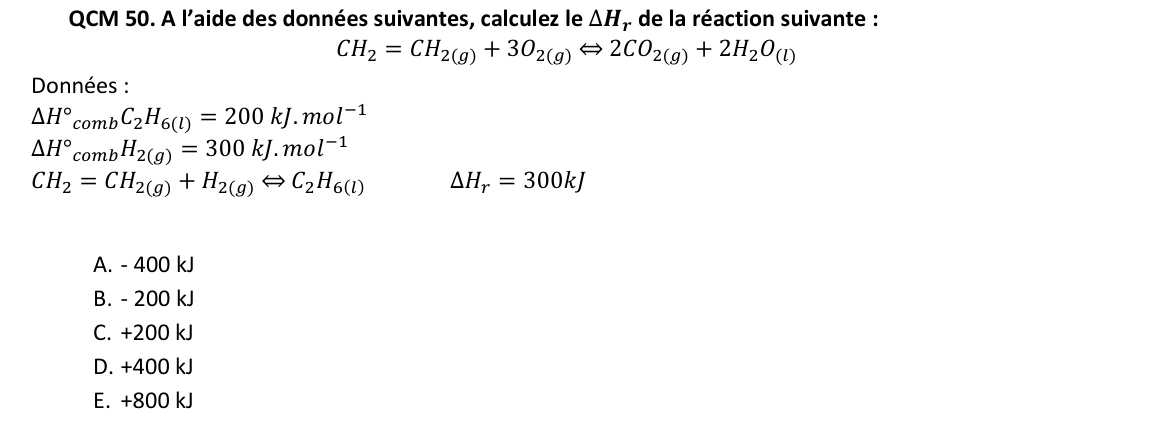 QCM 50. A l’aide des données suivantes, calculez le ΔHᵣ de la réaction suivante :
CH₂ = CH₂₍g₎ + 3O₂₍g₎ ⇔ 2CO₂₍g₎ + 2H₂O₍l₎
Données :
ΔH°comb C₂H₆₍l₎ = 200 kJ.mol⁻¹
ΔH°comb H₂₍g₎ = 300 kJ.mol⁻¹
CH₂ = CH₂₍g₎ + H₂₍g₎ ⇔ C₂H₆₍l₎ ΔHᵣ = 300kJ
A. - 400 kJ
B. - 200 kJ
C. +200 kJ
D. +400 kJ
E. +800 kJ